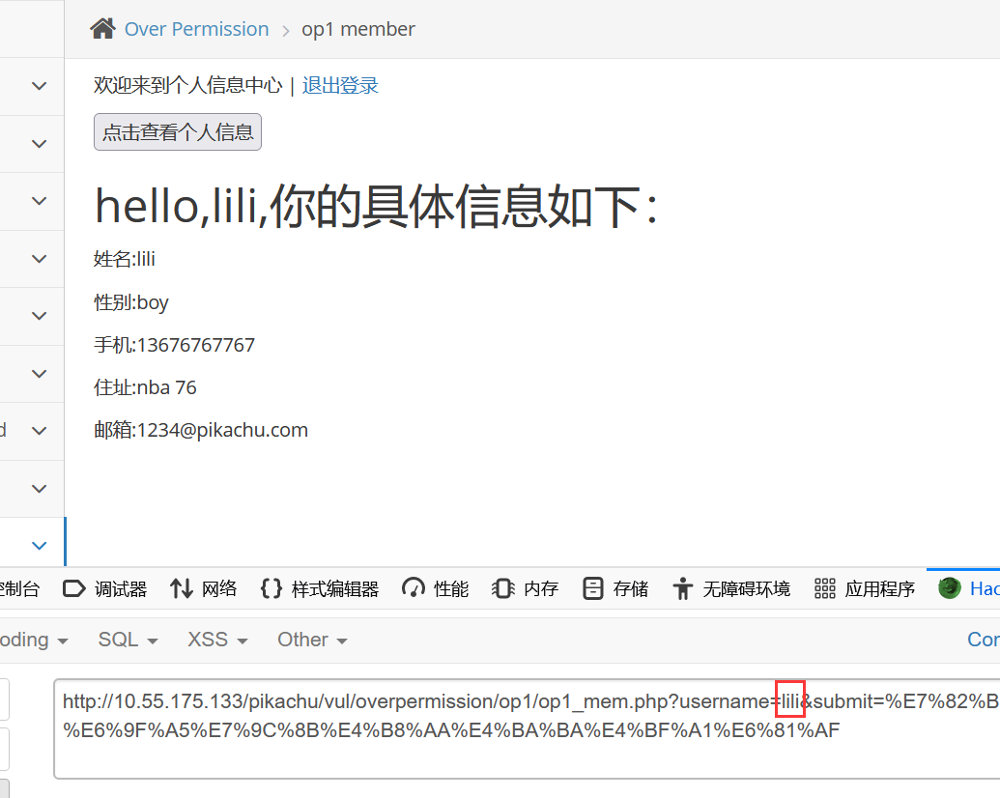 Over Permission > op1 member
欢迎来到个人信息中心 | 退出登录
点击查看个人信息
hello,lili,你的具体信息如下：
姓名:lili
性别:boy
手机:13676767767
住址:nba 76
d
邮箱:1234@pikachu.com
控制台 调试器 网络 {} 样式编辑器 性能 内存 存储 无障碍环境 应用程序 Hac
oding SQL XSS Other Con
http://10.55.175.133/pikachu/vul/overpermission/op1/op1_mem.php?username=lili&submit=%E7%82%B
%E6%9F%A5%E7%9C%8B%E4%B8%AA%E4%BA%BA%E4%BF%A1%E6%81%AF